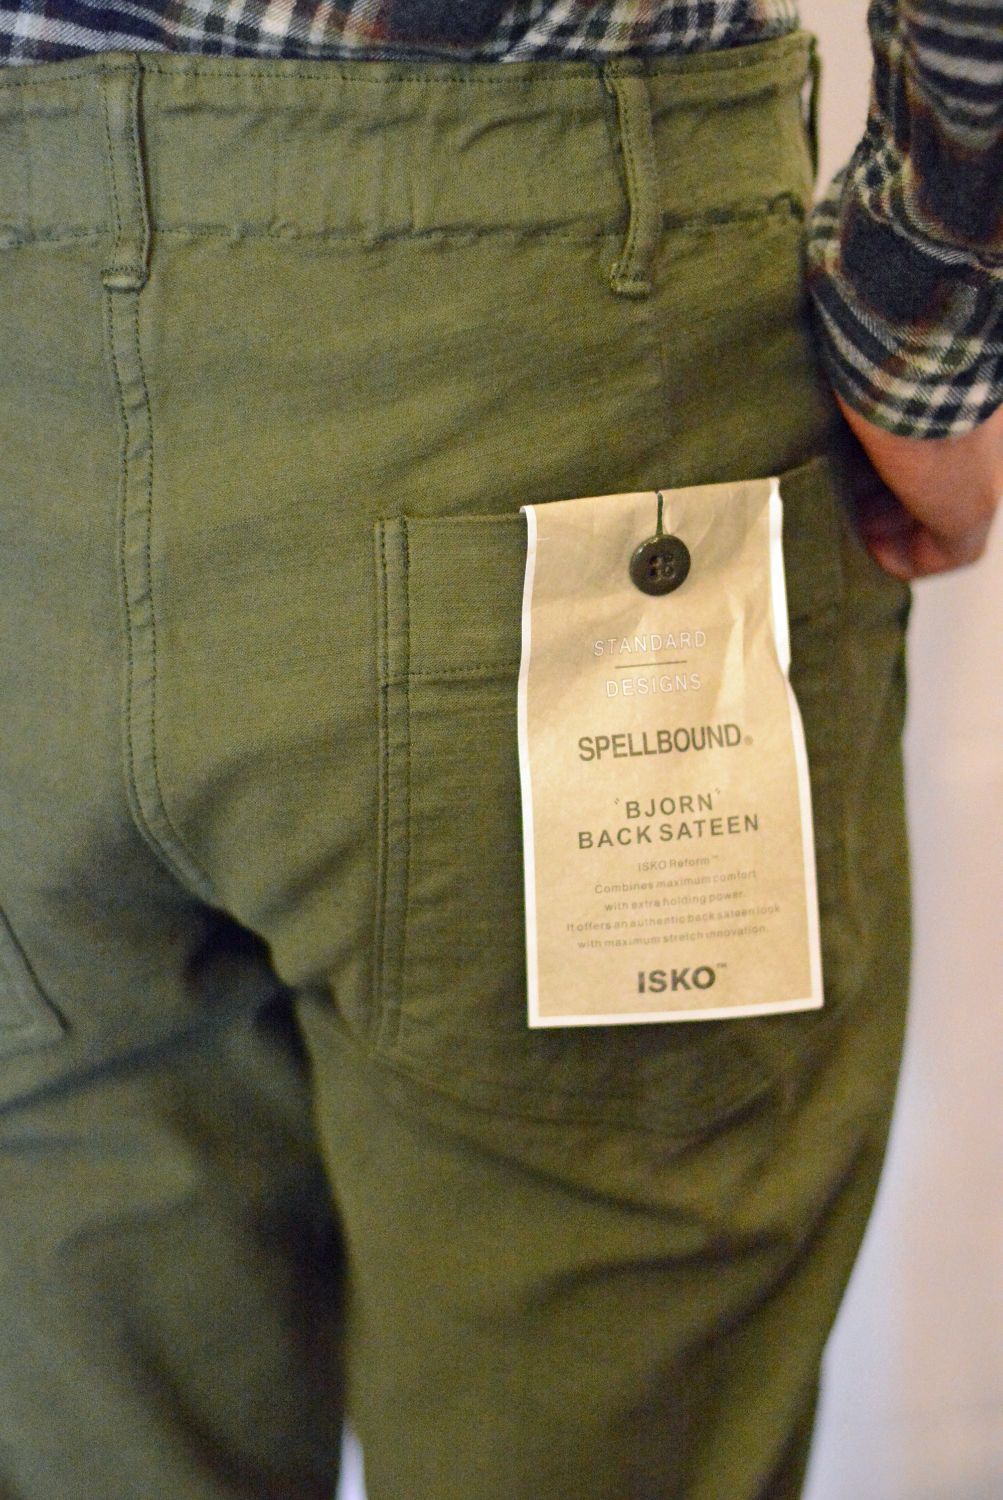 STANDARD
DESIGNS
SPELLBOUND®
"BJORN"
BACK SATEEN
ISKO Reform™
Combines maximum comfort
with extra holding power.
It offers an authentic back sateen look
with maximum stretch innovation.
ISKO™